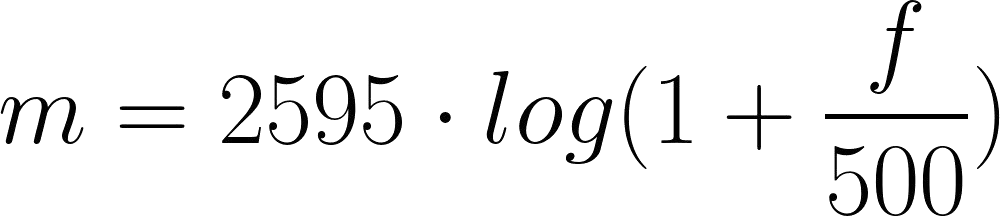 m = 2595 · log(1 + f/500)